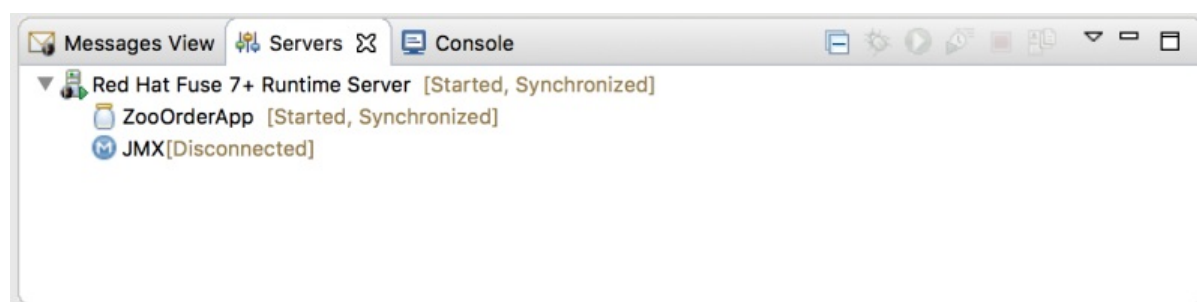 Messages View Servers Console
Red Hat Fuse 7+ Runtime Server [Started, Synchronized]
ZooOrderApp [Started, Synchronized]
JMX[Disconnected]